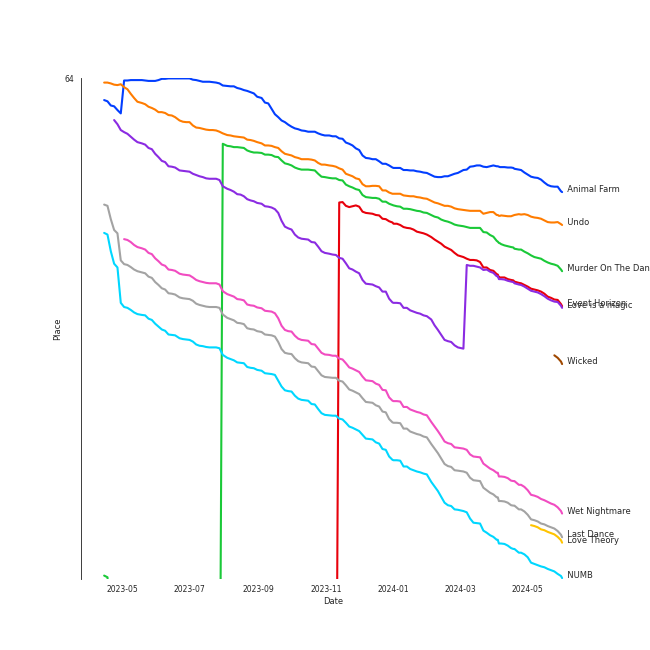 64
Place
Animal Farm
Undo
Murder On The Dan
Event Horizon
Love is a magic
Wicked
Wet Nightmare
Last Dance
Love Theory
NUMB
2023-05 2023-07 2023-09 2023-11 2024-01 2024-03 2024-05
Date